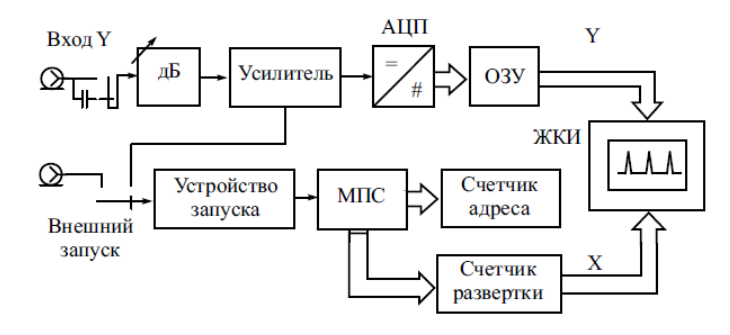 АЦП
Вход Y
Y
дБ
Усилитель
=
#
ОЗУ
ЖКИ
Устройство
запуска
МПС
Счетчик
адреса
Внешний
запуск
Счетчик
развертки
X